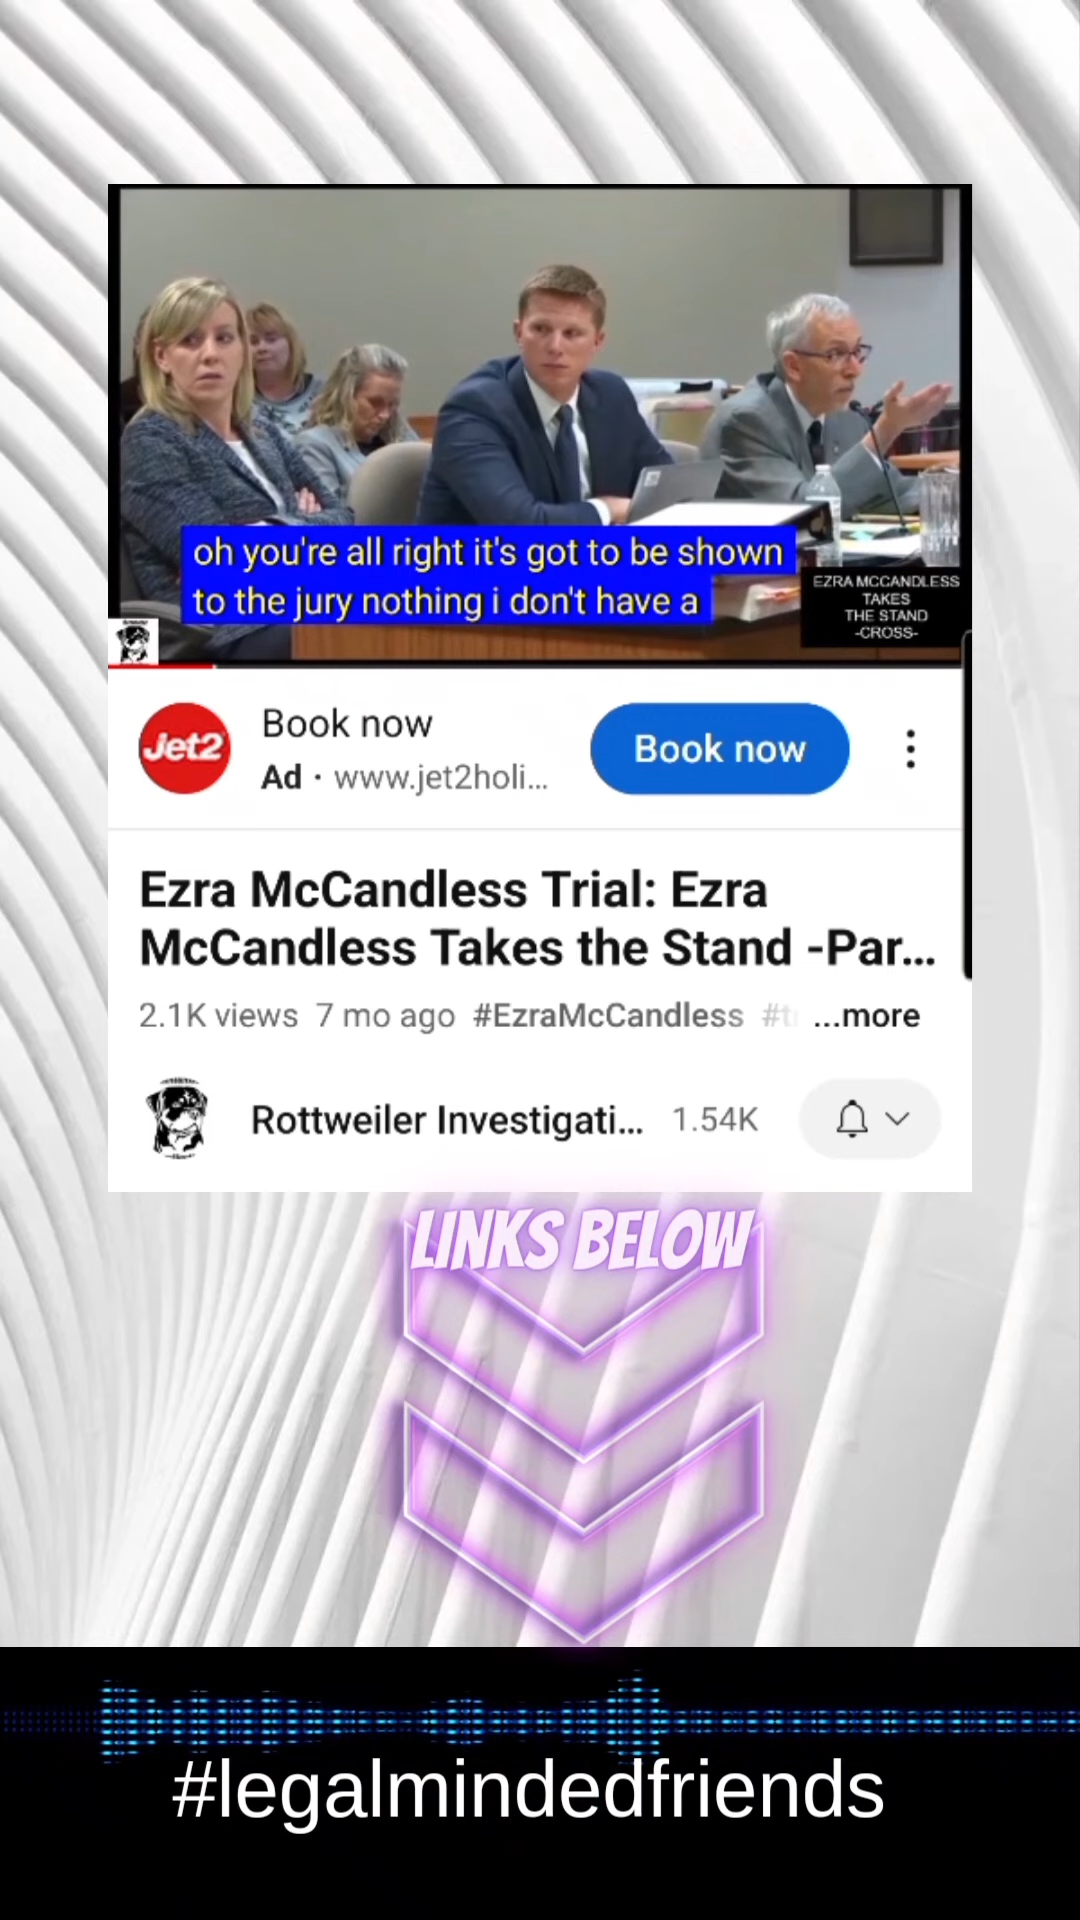 oh you're all right it's got to be shown
to the jury nothing i don't have a
EZRA MCCANDLESS
TAKES
THE STAND
-CROSS-
Jet2
Book now
Ad · www.jet2holi...
Book now
Ezra McCandless Trial: Ezra
McCandless Takes the Stand -Par...
2.1K views 7 mo ago #EzraMcCandless ...more
Rottweiler Investigati... 1.54K
LINKS BELOW
#legalmindedfriends